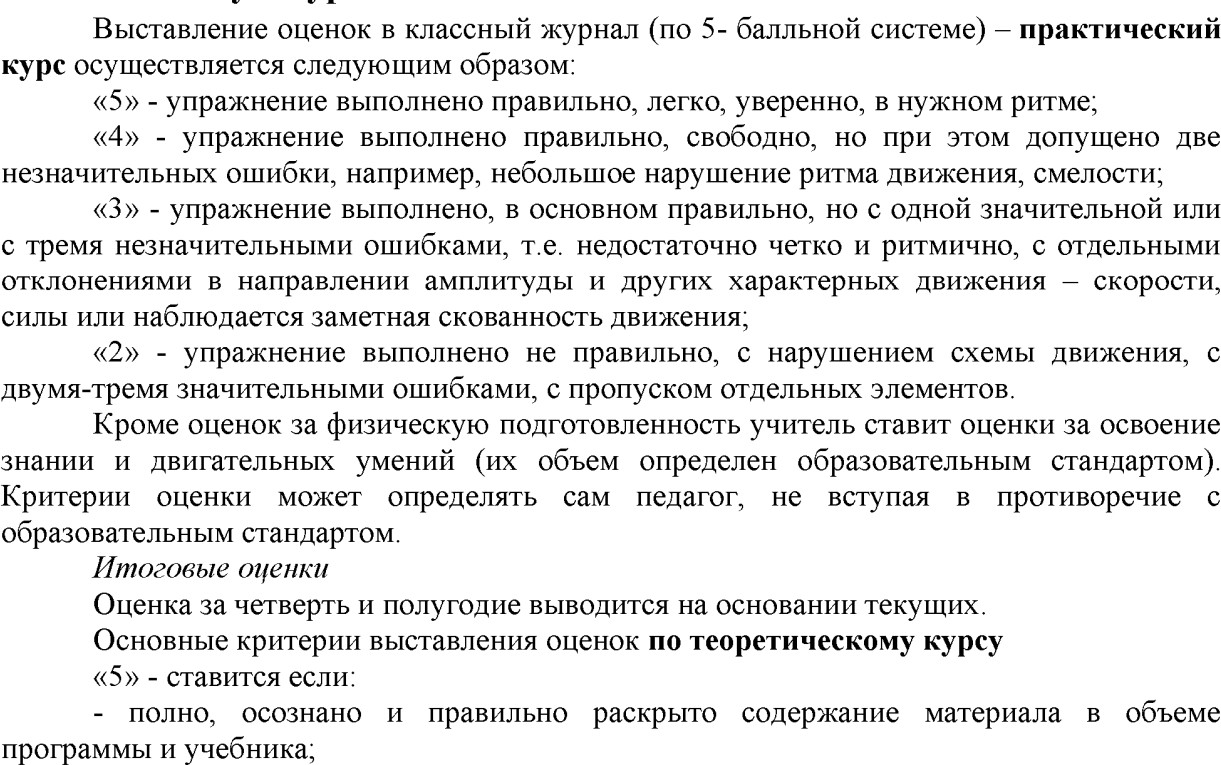 Выставление оценок в классный журнал (по 5- балльной системе) – практический
курс осуществляется следующим образом:
«5» - упражнение выполнено правильно, легко, уверенно, в нужном ритме;
«4» - упражнение выполнено правильно, свободно, но при этом допущено две
незначительных ошибки, например, небольшое нарушение ритма движения, смелости;
«3» - упражнение выполнено, в основном правильно, но с одной значительной или
с тремя незначительными ошибками, т.е. недостаточно четко и ритмично, с отдельными
отклонениями в направлении амплитуды и других характерных движения – скорости,
силы или наблюдается заметная скованность движения;
«2» - упражнение выполнено не правильно, с нарушением схемы движения, с
двумя-тремя значительными ошибками, с пропуском отдельных элементов.
Кроме оценок за физическую подготовленность учитель ставит оценки за освоение
знании и двигательных умений (их объем определен образовательным стандартом).
Критерии оценки может определять сам педагог, не вступая в противоречие с
образовательным стандартом.
Итоговые оценки
Оценка за четверть и полугодие выводится на основании текущих.
Основные критерии выставления оценок по теоретическому курсу
«5» - ставится если:
- полно, осознано и правильно раскрыто содержание материала в объеме
программы и учебника;